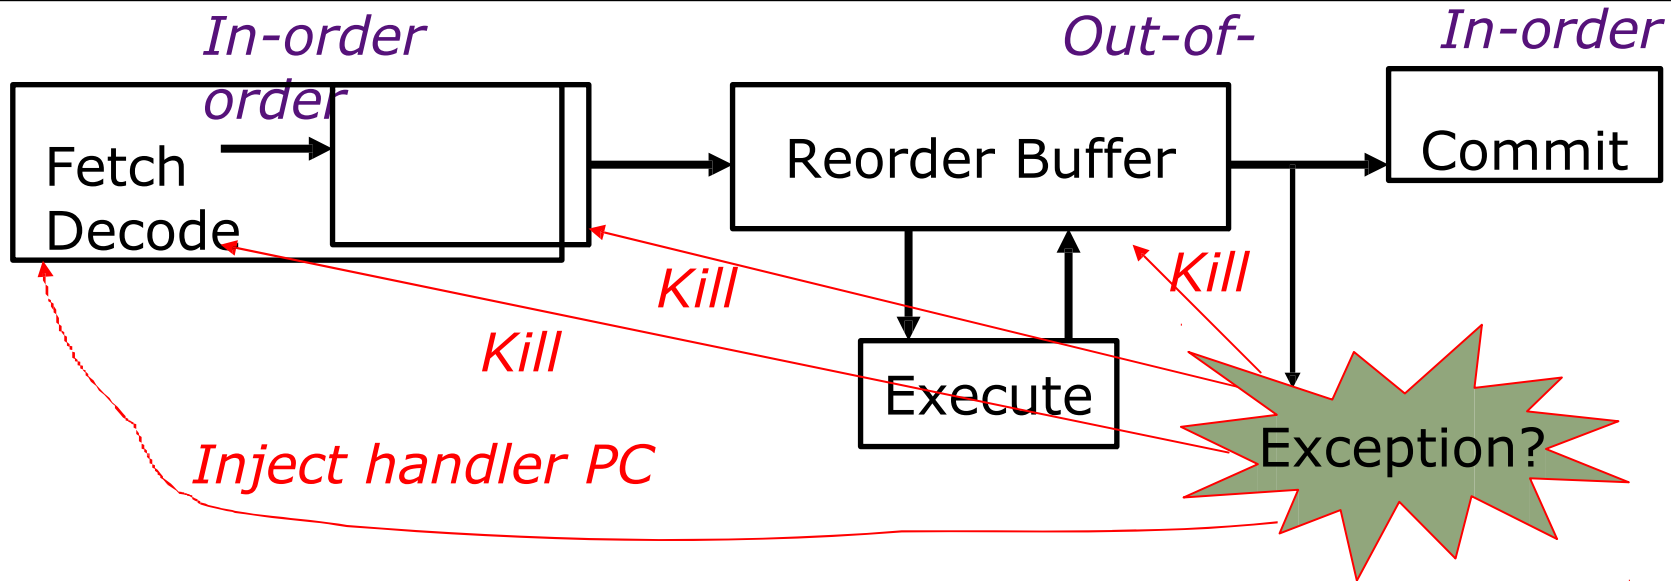 In-order
Out-of-
In-order
order
Fetch
Decode
Reorder Buffer
Commit
Kill
Kill
Kill
Execute
Exception?
Inject handler PC